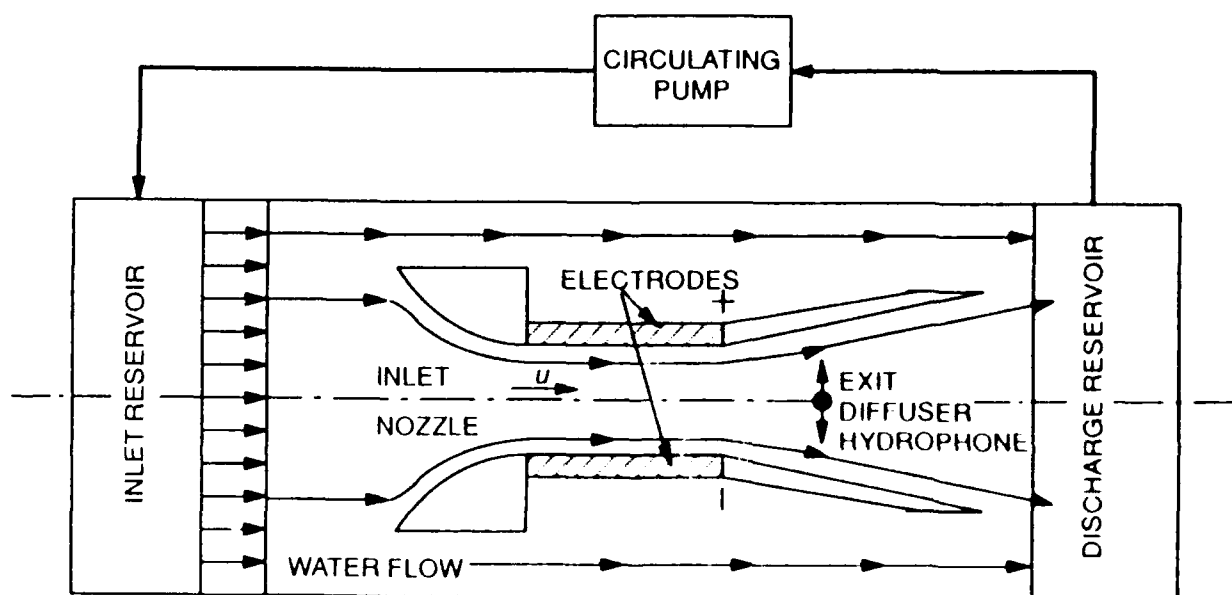 CIRCULATING
PUMP
INLET RESERVOIR
ELECTRODES
+
INLET
u
NOZZLE
EXIT
DIFFUSER
HYDROPHONE
−
WATER FLOW
DISCHARGE RESERVOIR